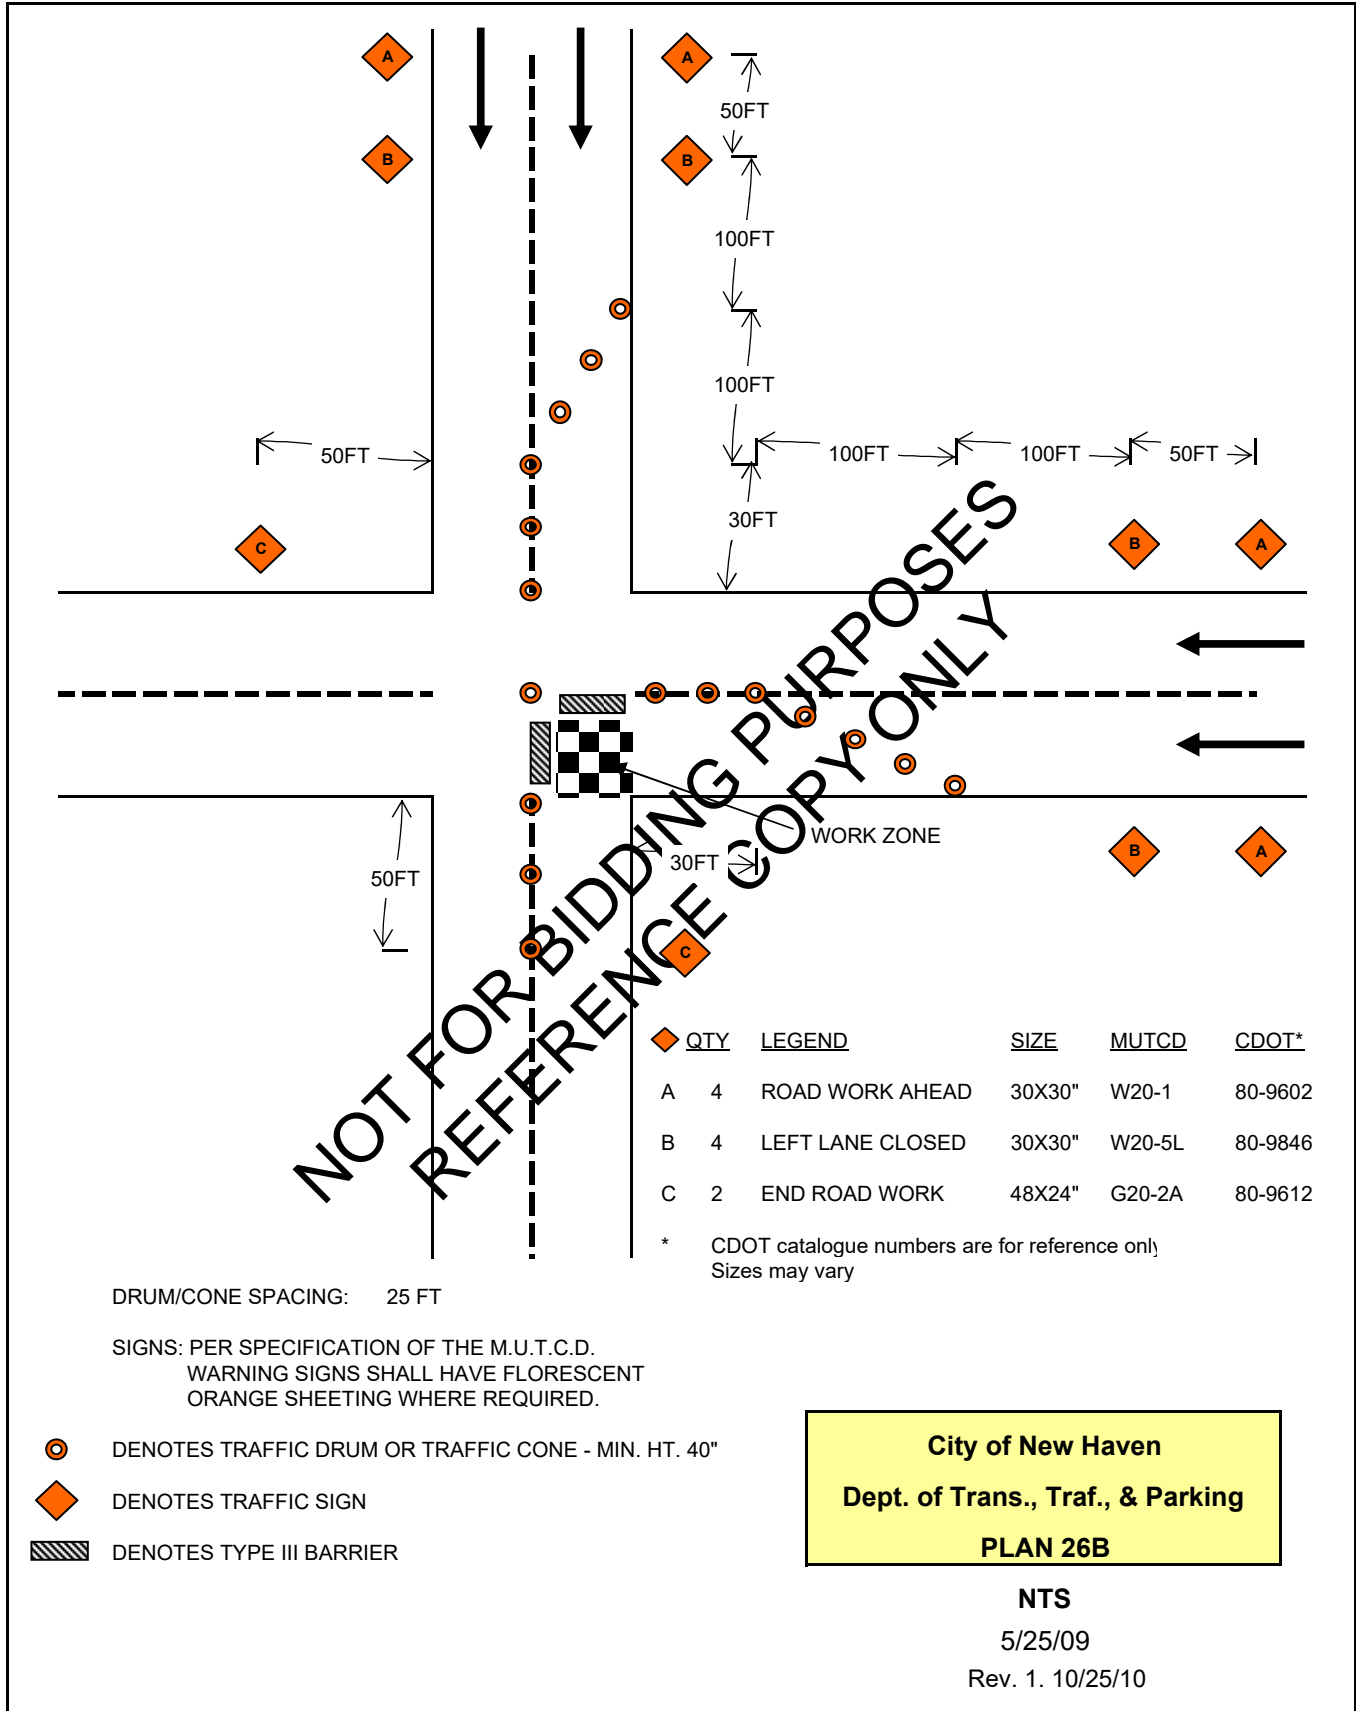 A A
50FT
B B
100FT
100FT
50FT 100FT 100FT 50FT
30FT
C B A
WORK ZONE
30FT
50FT
B A
C
NOT FOR BIDDING PURPOSES
REFERENCE COPY ONLY
QTY LEGEND SIZE MUTCD CDOT*
A 4 ROAD WORK AHEAD 30X30" W20-1 80-9602
B 4 LEFT LANE CLOSED 30X30" W20-5L 80-9846
C 2 END ROAD WORK 48X24" G20-2A 80-9612
* CDOT catalogue numbers are for reference only
Sizes may vary
DRUM/CONE SPACING: 25 FT
SIGNS: PER SPECIFICATION OF THE M.U.T.C.D.
WARNING SIGNS SHALL HAVE FLORESCENT
ORANGE SHEETING WHERE REQUIRED.
DENOTES TRAFFIC DRUM OR TRAFFIC CONE - MIN. HT. 40"
DENOTES TRAFFIC SIGN
DENOTES TYPE III BARRIER
City of New Haven
Dept. of Trans., Traf., & Parking
PLAN 26B
NTS
5/25/09
Rev. 1. 10/25/10